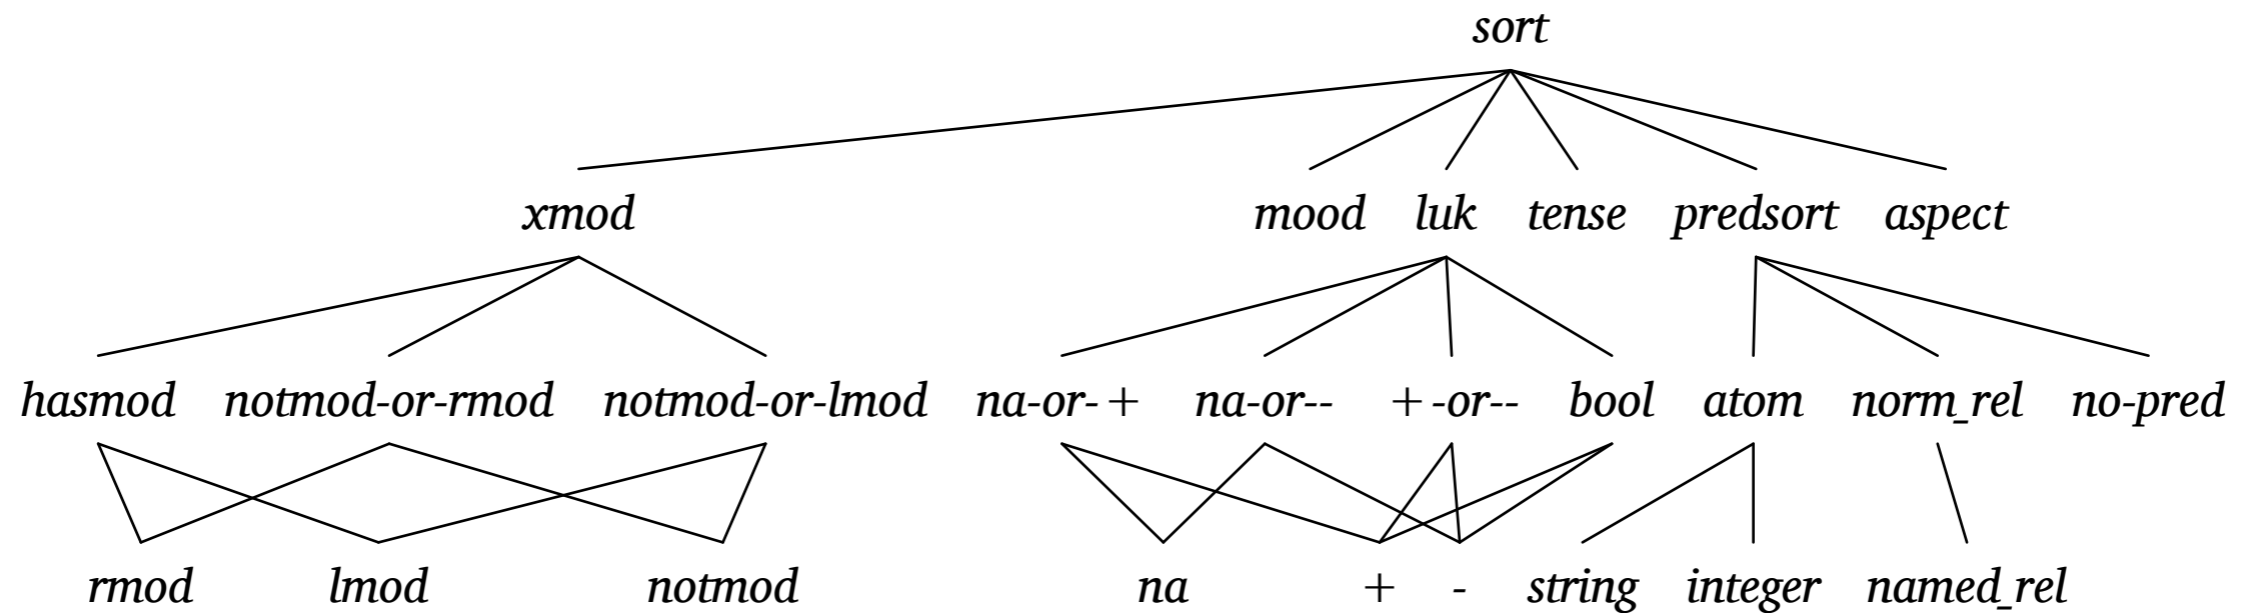 sort
xmod mood luk tense predsort aspect
hasmod notmod-or-rmod notmod-or-lmod na-or-+ na-or-- +-or-- bool atom norm_rel no-pred
rmod lmod notmod na + - string integer named_rel